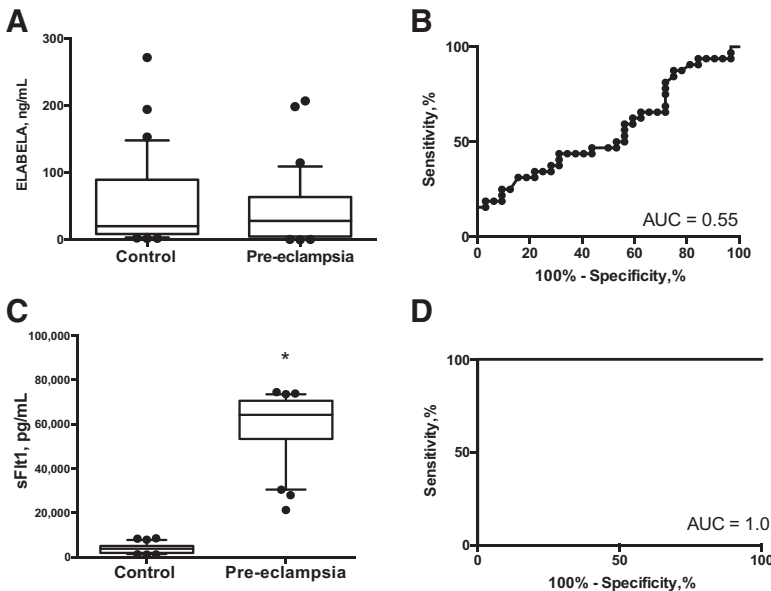 A
ELABELA, ng/mL
300
200
100
0
Control
Pre-eclampsia
B
Sensitivity,%
100
50
0
0 20 40 60 80 100
100% - Specificity,%
AUC = 0.55
C
sFlt1, pg/mL
100,000
80,000
60,000
40,000
20,000
0
*
Control
Pre-eclampsia
D
Sensitivity,%
100
50
0
0 50 100
100% - Specificity,%
AUC = 1.0